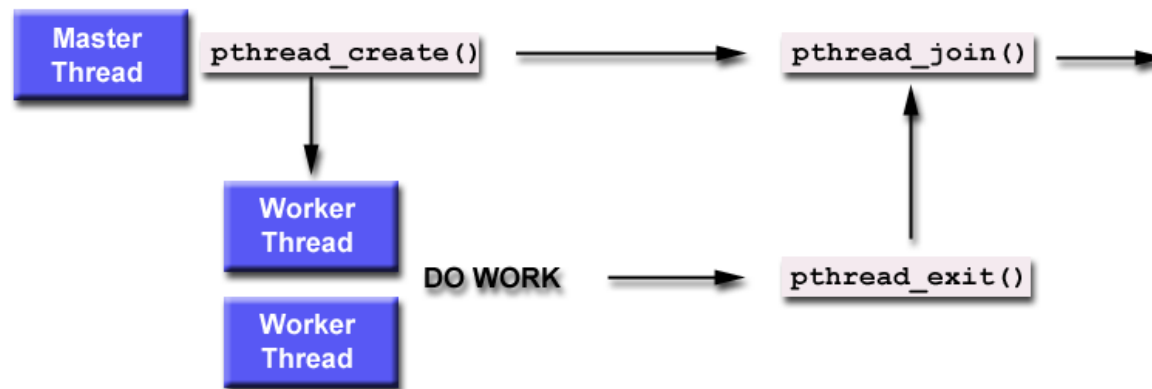 Master
Thread
pthread_create()
pthread_join()
Worker
Thread
DO WORK
pthread_exit()
Worker
Thread